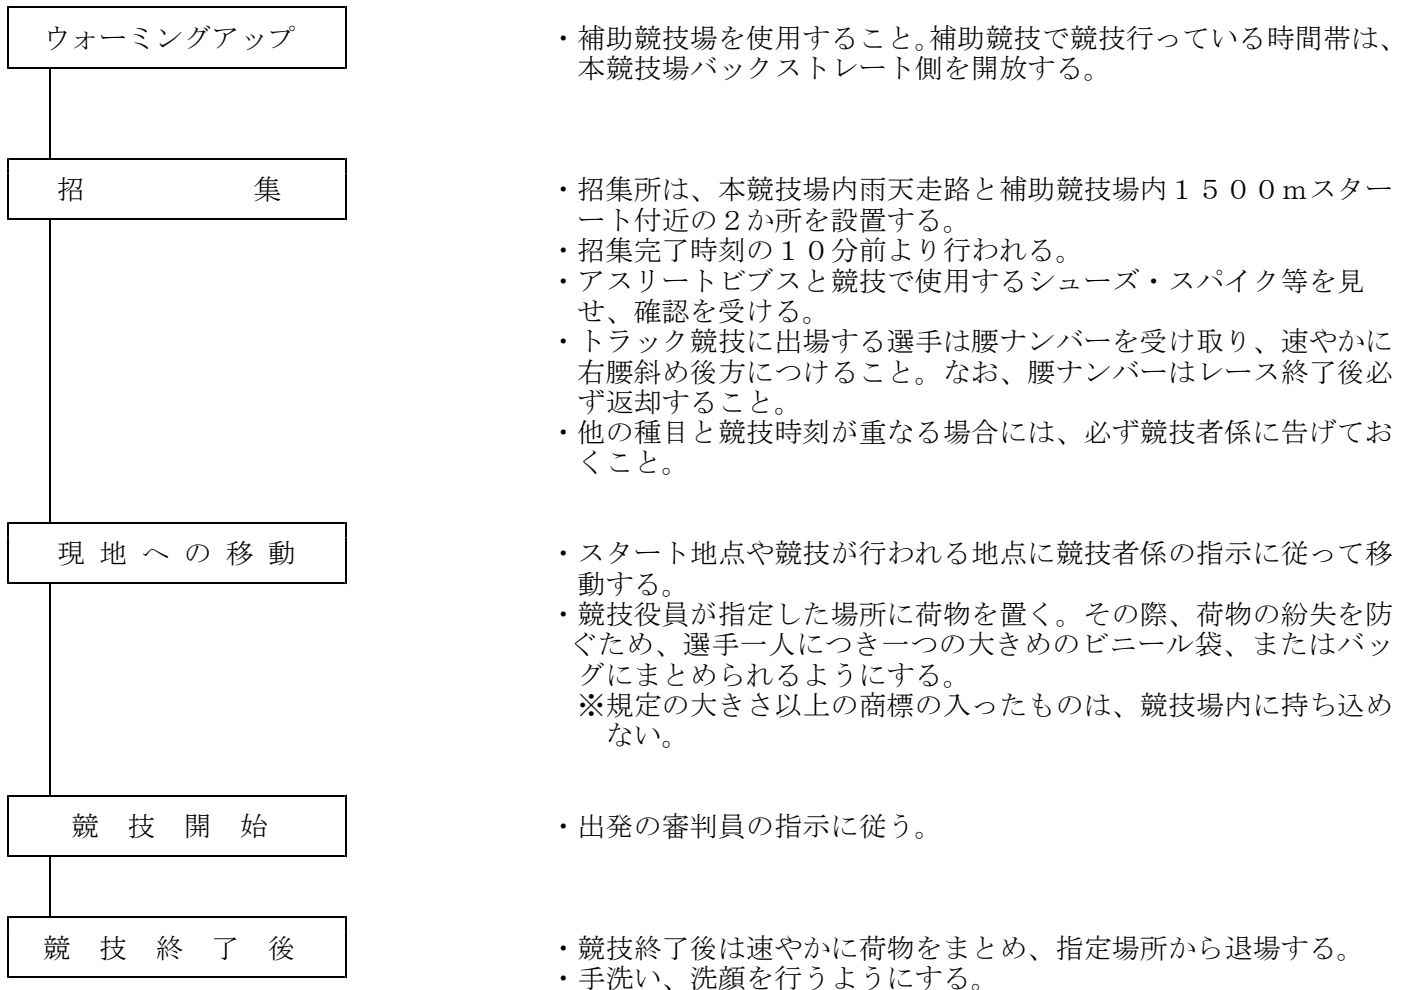 ウォーミングアップ
・補助競技場を使用すること。補助競技で競技行っている時間帯は、
本競技場バックストレート側を開放する。
招集
・招集所は、本競技場内雨天走路と補助競技場内1500mスター
ート付近の2か所を設置する。
・招集完了時刻の10分前より行われる。
・アスリートビブスと競技で使用するシューズ・スパイク等を見
せ、確認を受ける。
・トラック競技に出場する選手は腰ナンバーを受け取り、速やかに
右腰斜め後方につけること。なお、腰ナンバーはレース終了後必
ず返却すること。
・他の種目と競技時刻が重なる場合には、必ず競技者係に告げてお
くこと。
現地への移動
・スタート地点や競技が行われる地点に競技者係の指示に従って移
動する。
・競技役員が指定した場所に荷物を置く。その際、荷物の紛失を防
ぐため、選手一人につき一つの大きめのビニール袋、またはバッ
グにまとめられるようにする。
※規定の大きさ以上の商標の入ったものは、競技場内に持ち込め
ない。
競技開始
・出発の審判員の指示に従う。
競技終了後
・競技終了後は速やかに荷物をまとめ、指定場所から退場する。
・手洗い、洗顔を行うようにする。